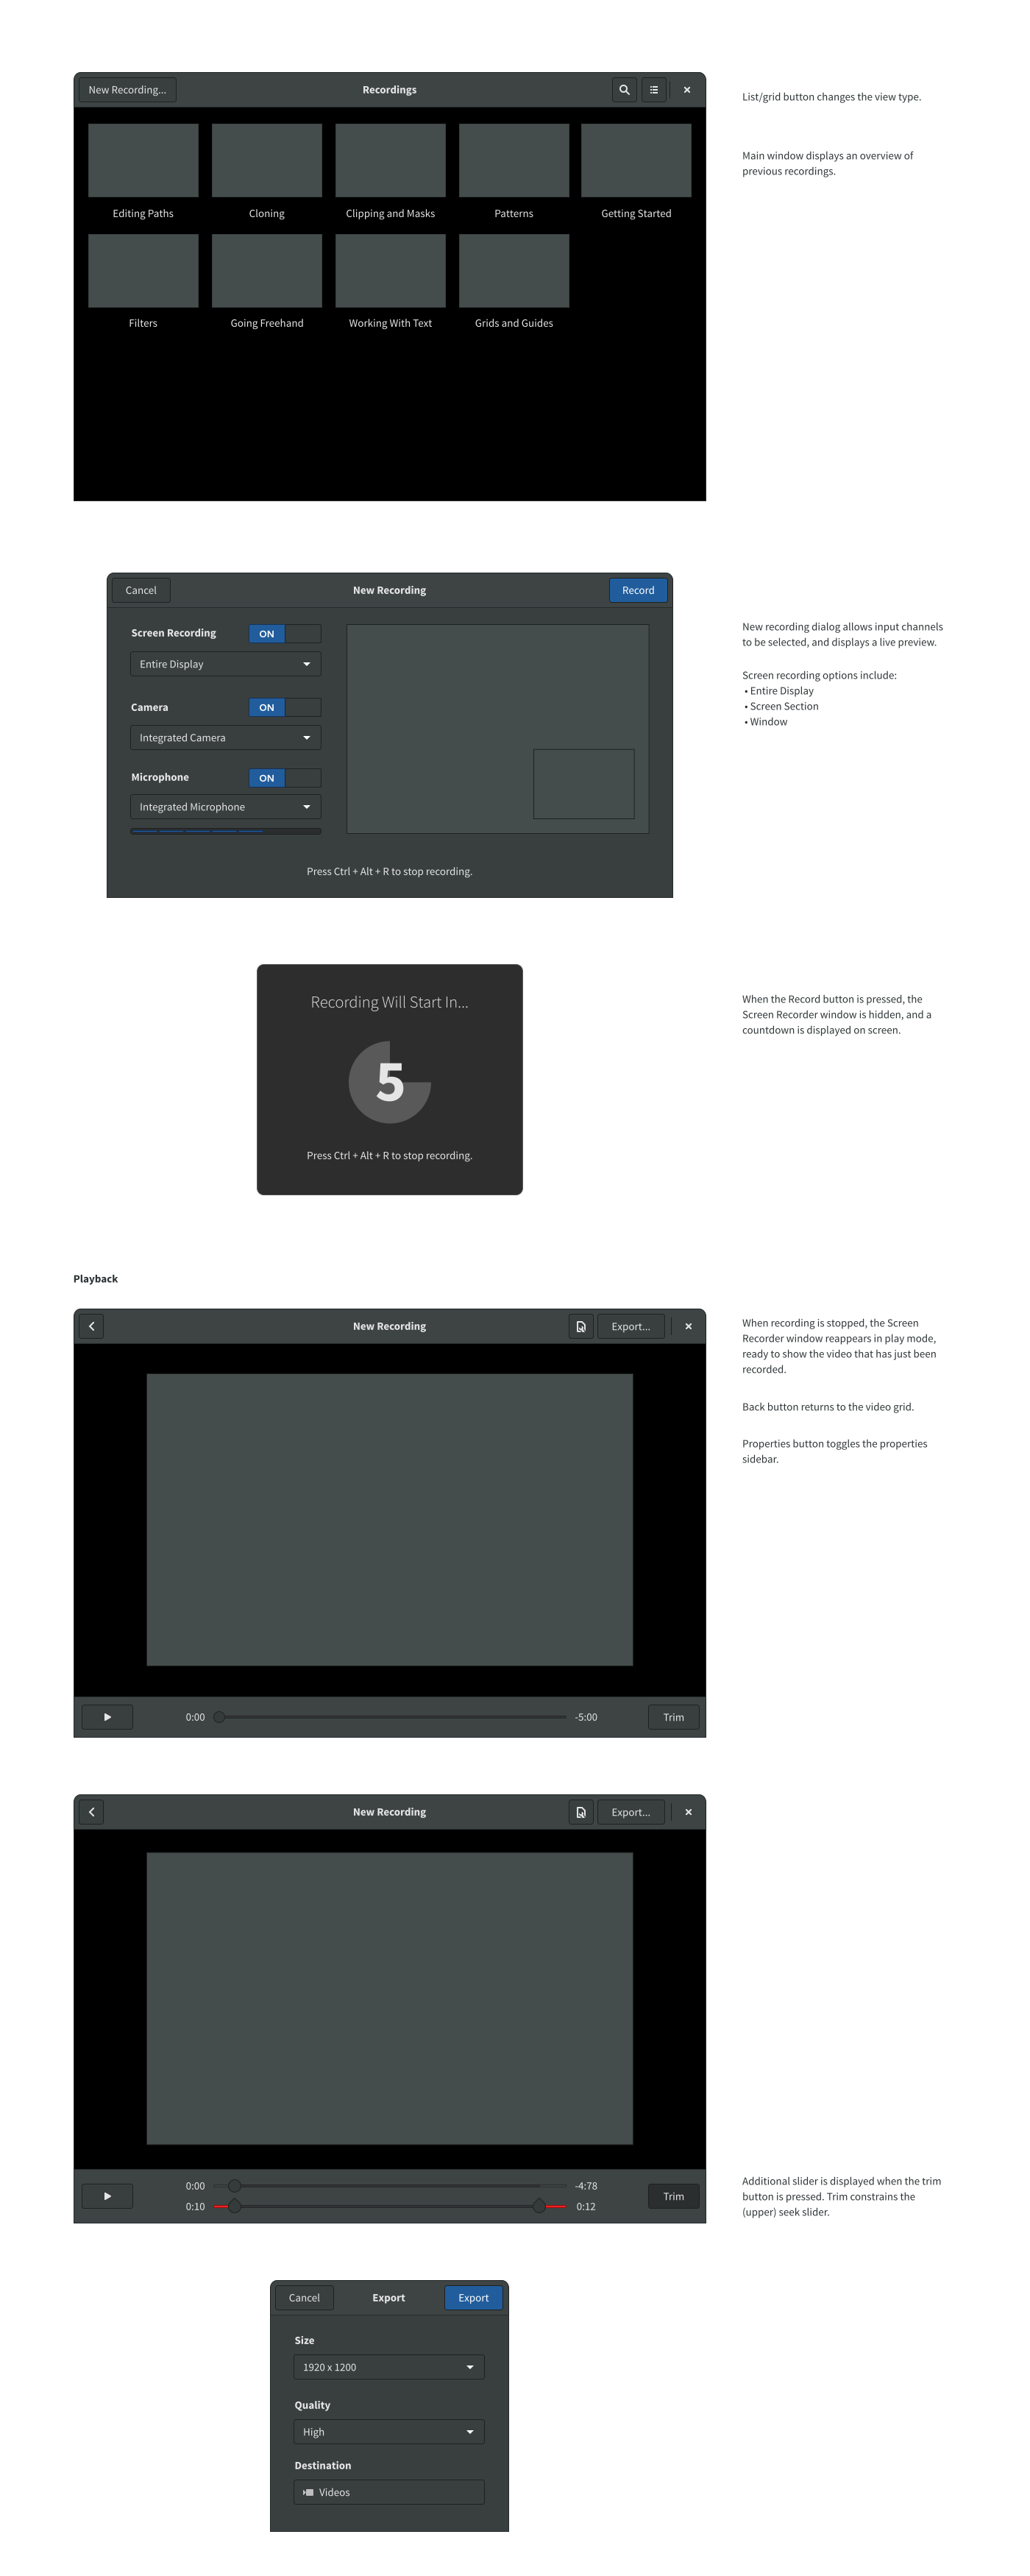 New Recording...
Recordings
List/grid button changes the view type.
Main window displays an overview of
previous recordings.
Editing Paths
Cloning
Clipping and Masks
Patterns
Getting Started
Filters
Going Freehand
Working With Text
Grids and Guides
Cancel
New Recording
Record
Screen Recording
ON
Entire Display
Camera
ON
Integrated Camera
Microphone
ON
Integrated Microphone
Press Ctrl + Alt + R to stop recording.
New recording dialog allows input channels
to be selected, and displays a live preview.
Screen recording options include:
• Entire Display
• Screen Section
• Window
Recording Will Start In...
5
Press Ctrl + Alt + R to stop recording.
When the Record button is pressed, the
Screen Recorder window is hidden, and a
countdown is displayed on screen.
Playback
New Recording
Export...
When recording is stopped, the Screen
Recorder window reappears in play mode,
ready to show the video that has just been
recorded.
Back button returns to the video grid.
Properties button toggles the properties
sidebar.
0:00
-5:00
Trim
New Recording
Export...
0:00
-4:78
0:10
0:12
Trim
Additional slider is displayed when the trim
button is pressed. Trim constrains the
(upper) seek slider.
Cancel
Export
Export
Size
1920 x 1200
Quality
High
Destination
Videos